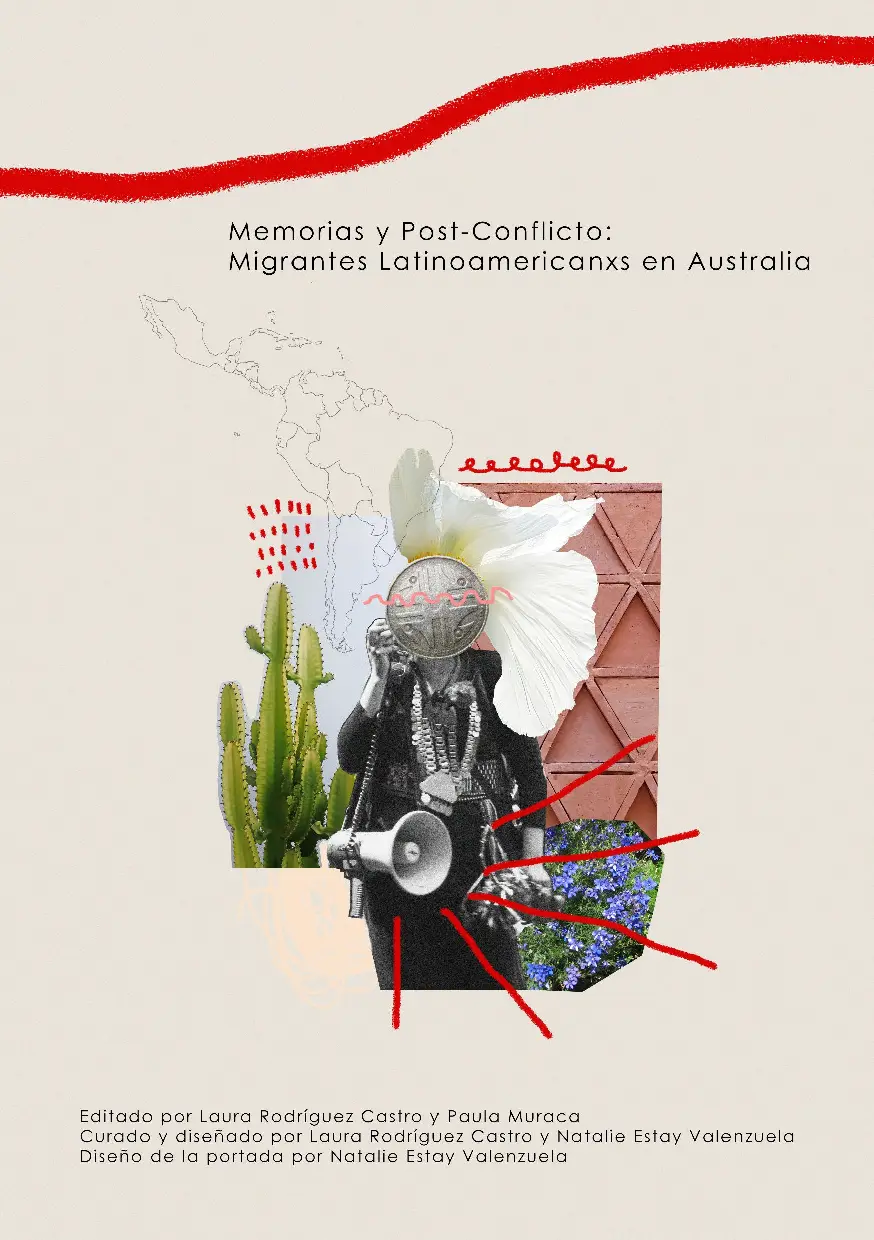 Memorias y Post-Conflicto:
Migrantes Latinoamericanxs en Australia
Editado por Laura Rodríguez Castro y Paula Muraca
Curado y diseñado por Laura Rodríguez Castro y Natalie Estay Valenzuela
Diseño de la portada por Natalie Estay Valenzuela